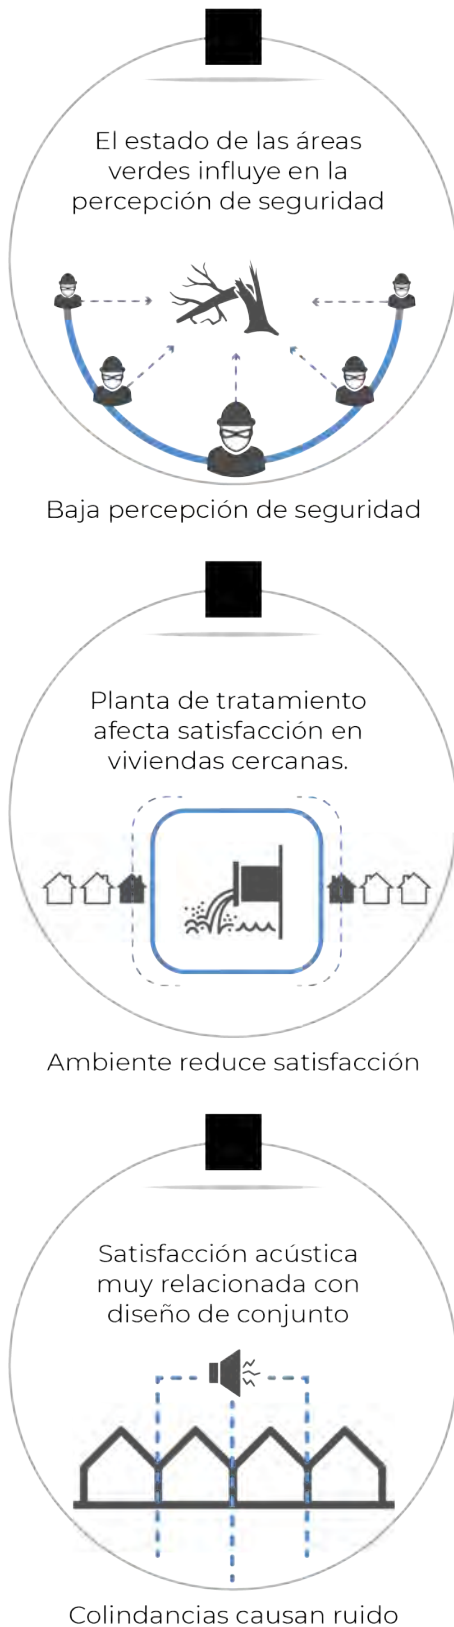 El estado de las áreas
verdes influye en la
percepción de seguridad
Baja percepción de seguridad
Planta de tratamiento
afecta satisfacción en
viviendas cercanas.
Ambiente reduce satisfacción
Satisfacción acústica
muy relacionada con
diseño de conjunto
Colindancias causan ruido